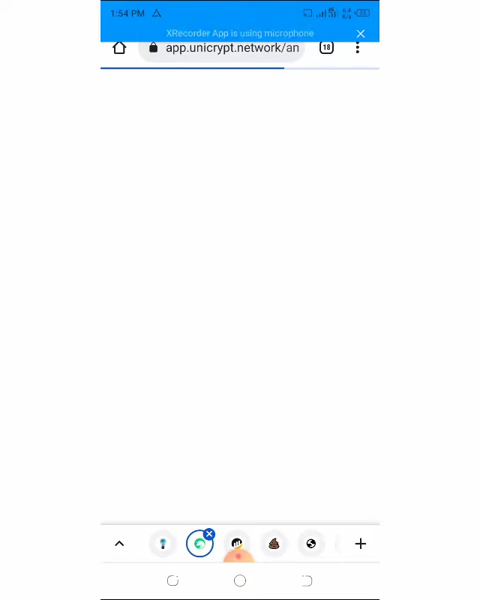 1:54 PM
XRecorder App is using microphone
app.unicrypt.network/an
18